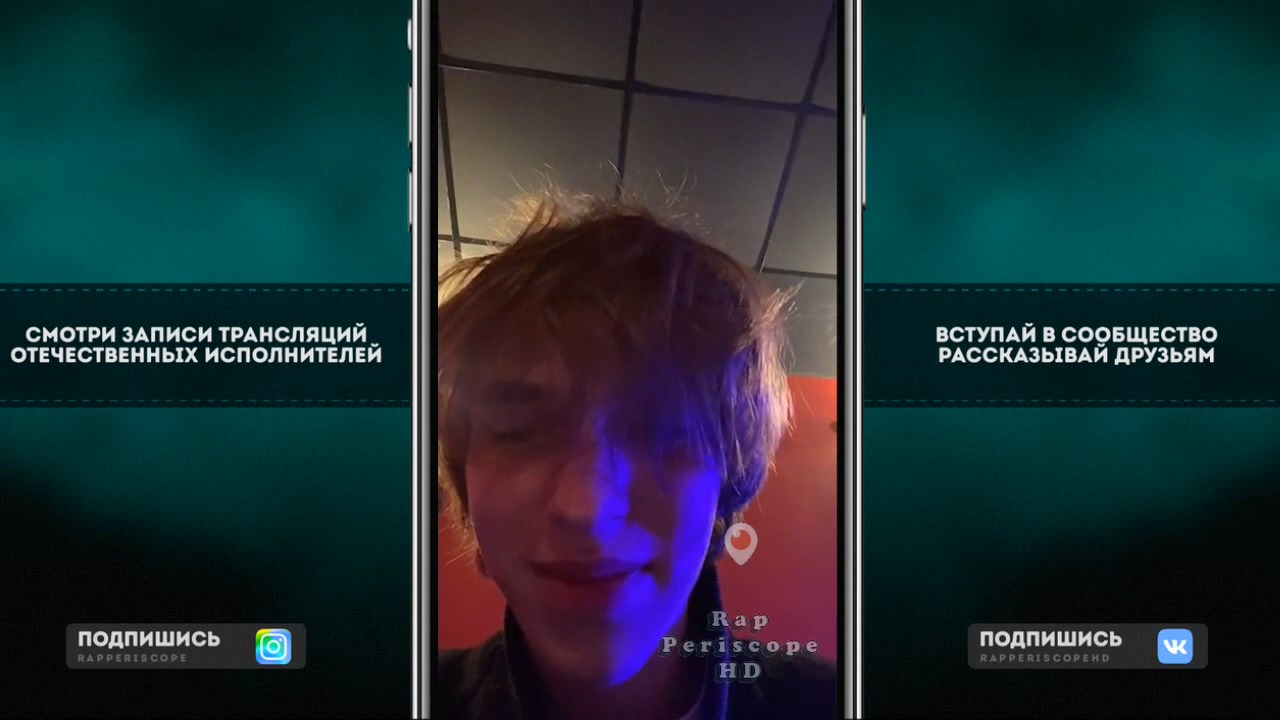 СМОТРИ ЗАПИСИ ТРАНСЛЯЦИЙ
ОТЕЧЕСТВЕННЫХ ИСПОЛНИТЕЛЕЙ
ВСТУПАЙ В СООБЩЕСТВО
РАССКАЗЫВАЙ ДРУЗЬЯМ
Rap
Periscope
HD
ПОДПИШИСЬ
RAPPERISCOPE
ПОДПИШИСЬ
RAPPERISCOPEHD